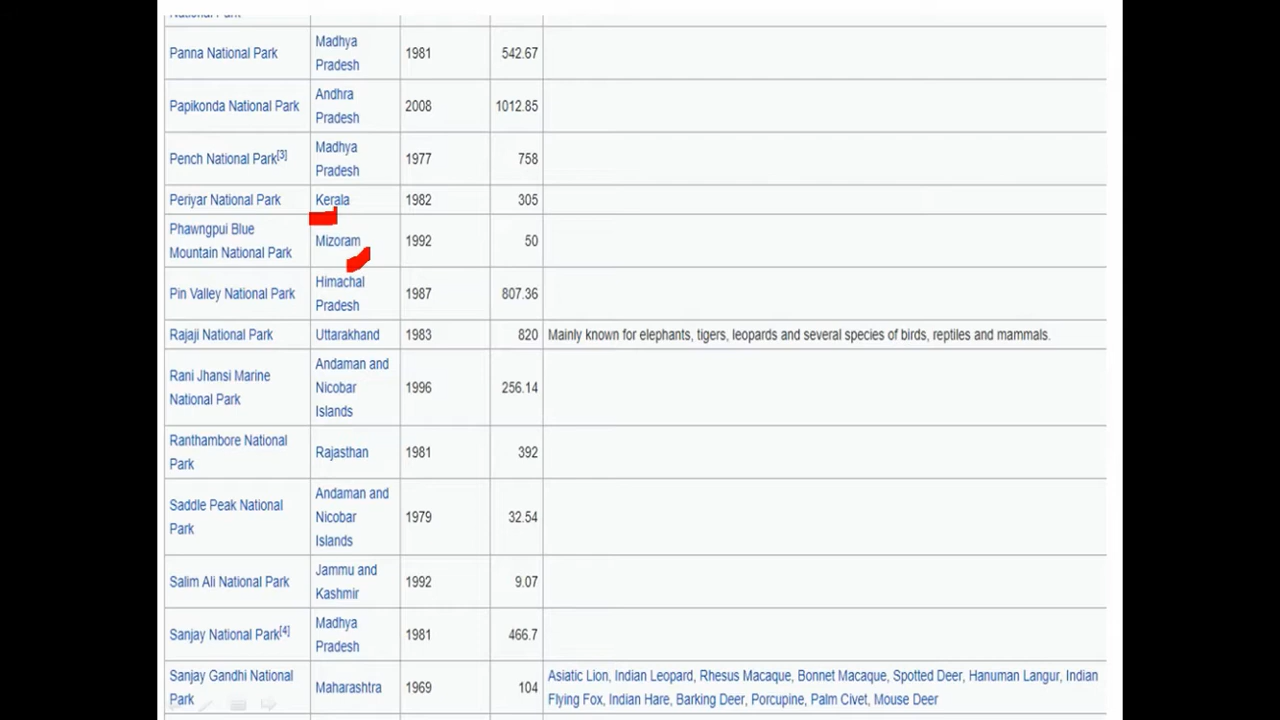 National Park
Panna National Park
Madhya
Pradesh
1981
542.67
Papikonda National Park
Andhra
Pradesh
2008
1012.85
Pench National Park[3]
Madhya
Pradesh
1977
758
Periyar National Park
Kerala
1982
305
Phawngpui Blue
Mountain National Park
Mizoram
1992
50
Pin Valley National Park
Himachal
Pradesh
1987
807.36
Rajaji National Park
Uttarakhand
1983
820
Mainly known for elephants, tigers, leopards and several species of birds, reptiles and mammals.
Rani Jhansi Marine
National Park
Andaman and
Nicobar
Islands
1996
256.14
Ranthambore National
Park
Rajasthan
1981
392
Saddle Peak National
Park
Andaman and
Nicobar
Islands
1979
32.54
Salim Ali National Park
Jammu and
Kashmir
1992
9.07
Sanjay National Park[4]
Madhya
Pradesh
1981
466.7
Sanjay Gandhi National
Park
Maharashtra
1969
104
Asiatic Lion, Indian Leopard, Rhesus Macaque, Bonnet Macaque, Spotted Deer, Hanuman Langur, Indian
Flying Fox, Indian Hare, Barking Deer, Porcupine, Palm Civet, Mouse Deer